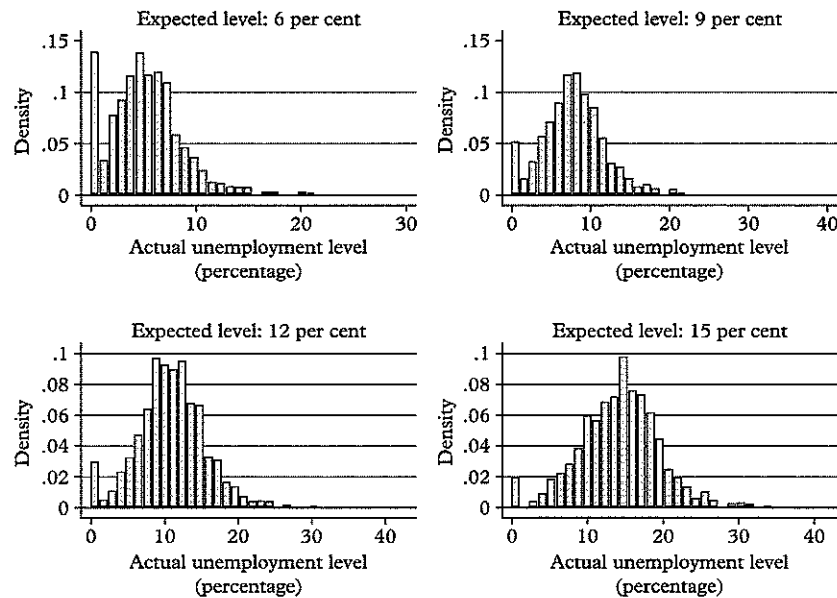 Expected level: 6 per cent
.15
.1
.05
0
Density
0 10 20 30
Actual unemployment level
(percentage)
Expected level: 9 per cent
.15
.1
.05
0
Density
0 10 20 30 40
Actual unemployment level
(percentage)
Expected level: 12 per cent
.1
.08
.06
.04
.02
0
Density
0 10 20 30 40
Actual unemployment level
(percentage)
Expected level: 15 per cent
.1
.08
.06
.04
.02
0
Density
0 10 20 30 40
Actual unemployment level
(percentage)